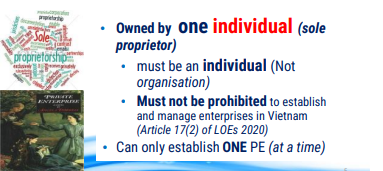 proprietorship
Sole
proprietorship
PRIVATE
ENTERPRISE
• Owned by one individual (sole
proprietor)
• must be an individual (Not
organisation)
• Must not be prohibited to establish
and manage enterprises in Vietnam
(Article 17(2) of LOEs 2020)
• Can only establish ONE PE (at a time)